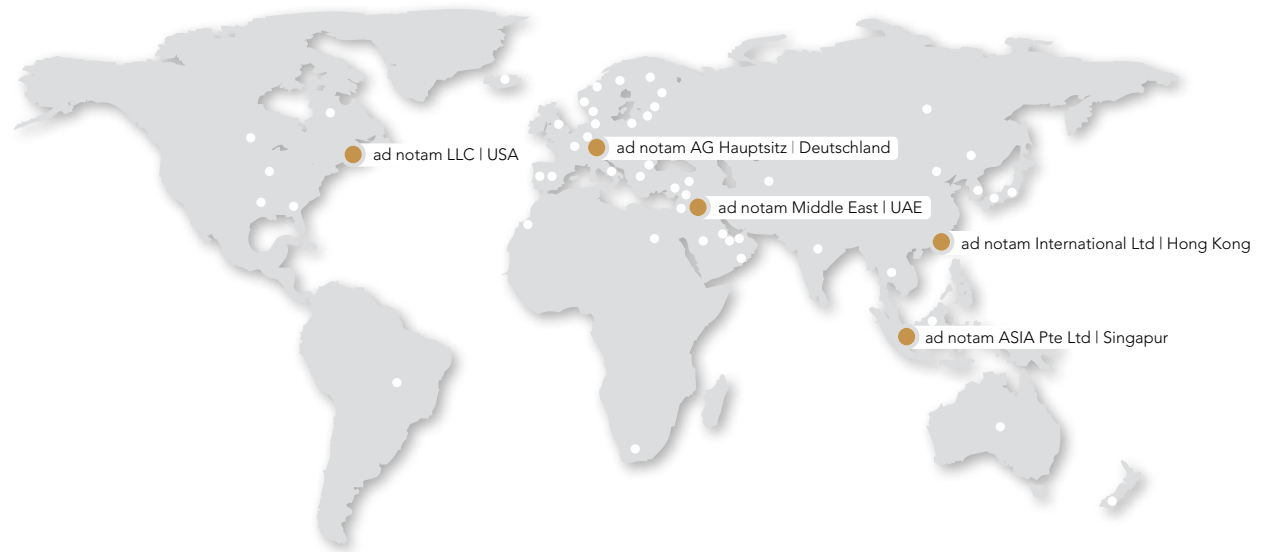 ad notam AG Hauptsitz | Deutschland
ad notam LLC | USA
ad notam Middle East | UAE
ad notam International Ltd | Hong Kong
ad notam ASIA Pte Ltd | Singapur